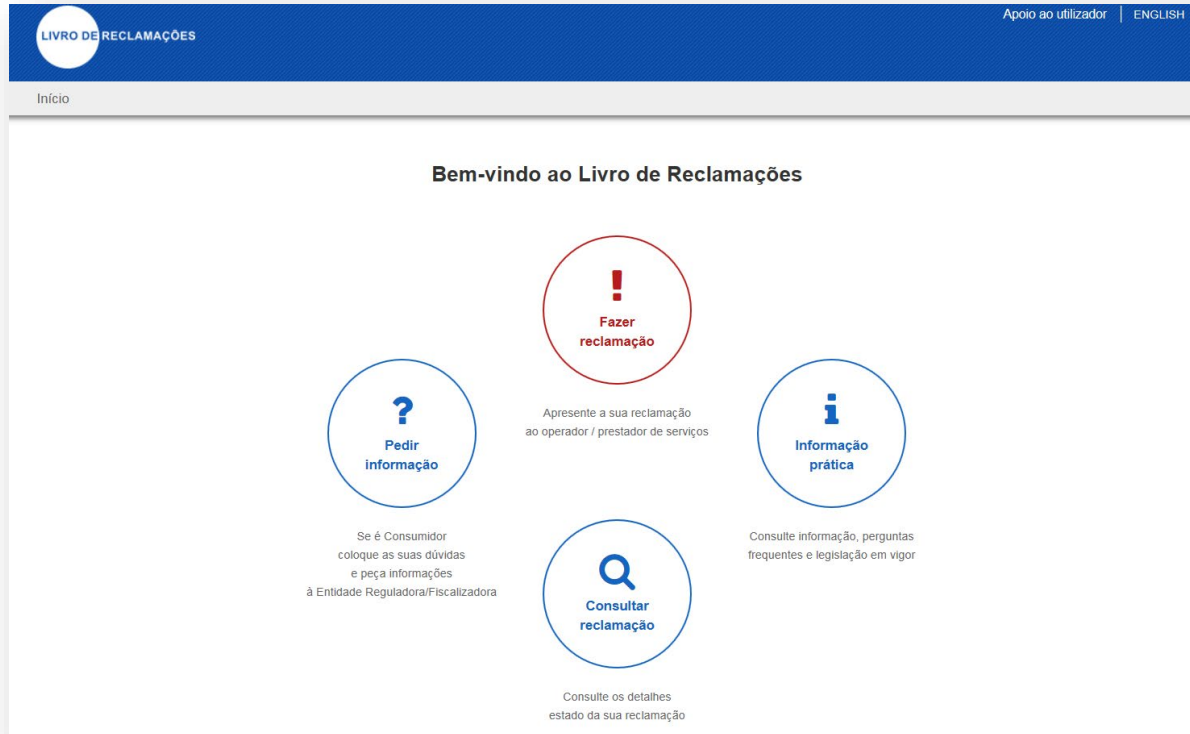 Apoio ao utilizador | ENGLISH
LIVRO DE RECLAMAÇÕES
Início
Bem-vindo ao Livro de Reclamações
!
Fazer
reclamação
Apresente a sua reclamação
ao operador / prestador de serviços
?
Pedir
informação
Se é Consumidor
coloque as suas dúvidas
e peça informações
à Entidade Reguladora/Fiscalizadora
i
Informação
prática
Consulte informação, perguntas
frequentes e legislação em vigor
Consultar
reclamação
Consulte os detalhes
estado da sua reclamação